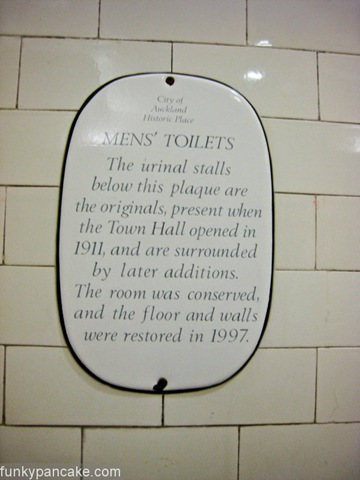 City of
Auckland
Historic Place
MENS' TOILETS
The urinal stalls
below this plaque are
the originals, present when
the Town Hall opened in
1911, and are surrounded
by later additions.
The room was conserved,
and the floor and walls
were restored in 1997.
funkypancake.com